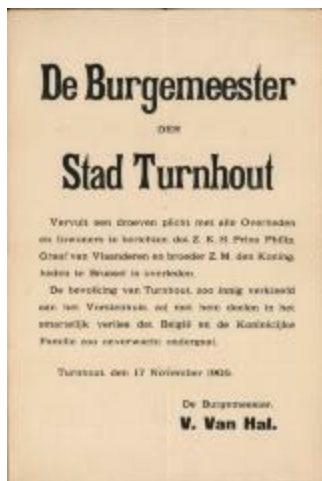 De Burgemeester
DER
Stad Turnhout
Vervult een droeven plicht met alle Overheden
en Inwoners te berichten dat Z. K. H. Prins Philip,
Graaf van Vlaanderen en broeder Z. M. den Koning,
heden te Brussel is overleden.
De bevolking van Turnhout, zoo innig verkleefd
aan het Vorstenhuis, zal met hem deelen in het
smartelijk verlies dat België en de Koninklijke
Familie zoo onverwacht ondergaat.
Turnhout, den 17 November 1905.
De Burgemeester,
V. Van Hal.